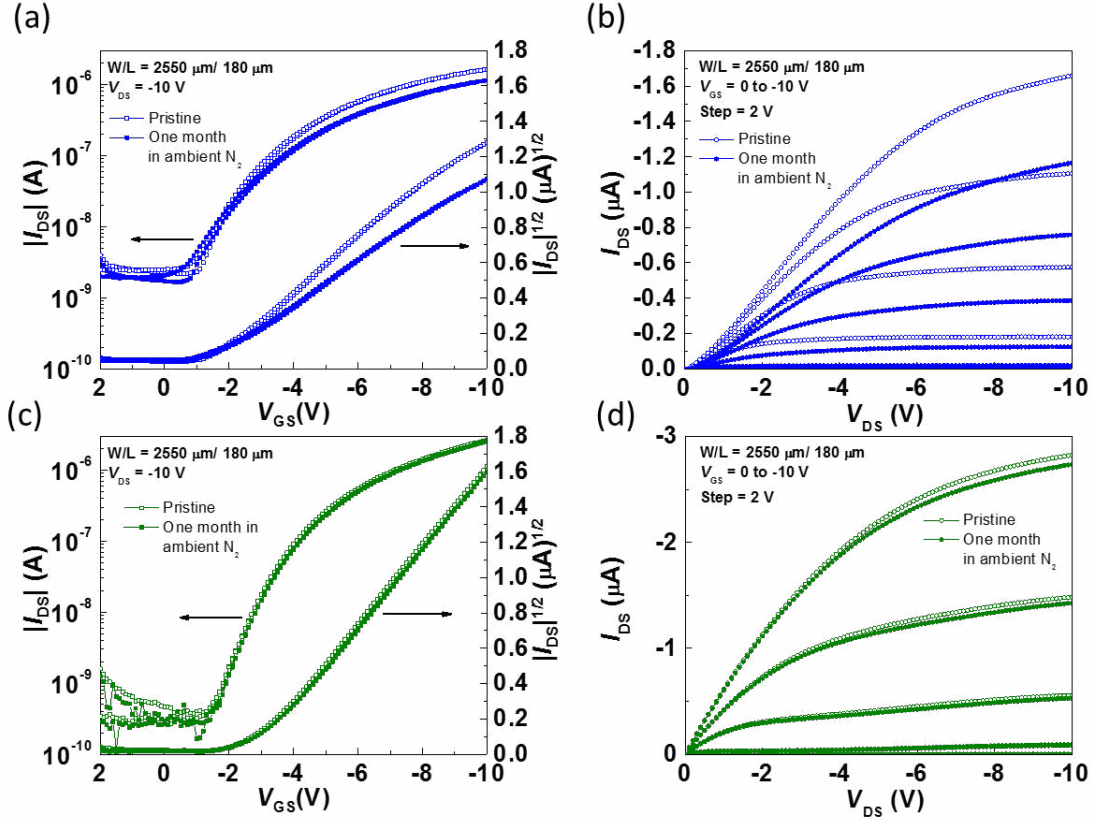 (a)
W/L = 2550 μm/ 180 μm
V_DS = -10 V
Pristine
One month
in ambient N₂
|I_DS| (A)
10⁻⁶
10⁻⁷
10⁻⁸
10⁻⁹
10⁻¹⁰
1.8
1.6
1.4
1.2
1.0
0.8
0.6
0.4
0.2
0.0
|I_DS|^1/2 (μA)^1/2
2 0 -2 -4 -6 -8 -10
V_GS(V)
(b)
W/L = 2550 μm/ 180 μm
V_GS = 0 to -10 V
Step = 2 V
Pristine
One month
in ambient N₂
I_DS (μA)
-1.8
-1.6
-1.4
-1.2
-1.0
-0.8
-0.6
-0.4
-0.2
0.0
0 -2 -4 -6 -8 -10
V_DS (V)
(c)
W/L = 2550 μm/ 180 μm
V_DS = -10 V
Pristine
One month in
ambient N₂
|I_DS| (A)
10⁻⁶
10⁻⁷
10⁻⁸
10⁻⁹
10⁻¹⁰
1.8
1.6
1.4
1.2
1.0
0.8
0.6
0.4
0.2
0.0
|I_DS|^1/2 (μA)^1/2
2 0 -2 -4 -6 -8 -10
V_GS(V)
(d)
W/L = 2550 μm/ 180 μm
V_GS = 0 to -10 V
Step = 2 V
Pristine
One month
in ambient N₂
I_DS (μA)
-3
-2
-1
0
0 -2 -4 -6 -8 -10
V_DS (V)